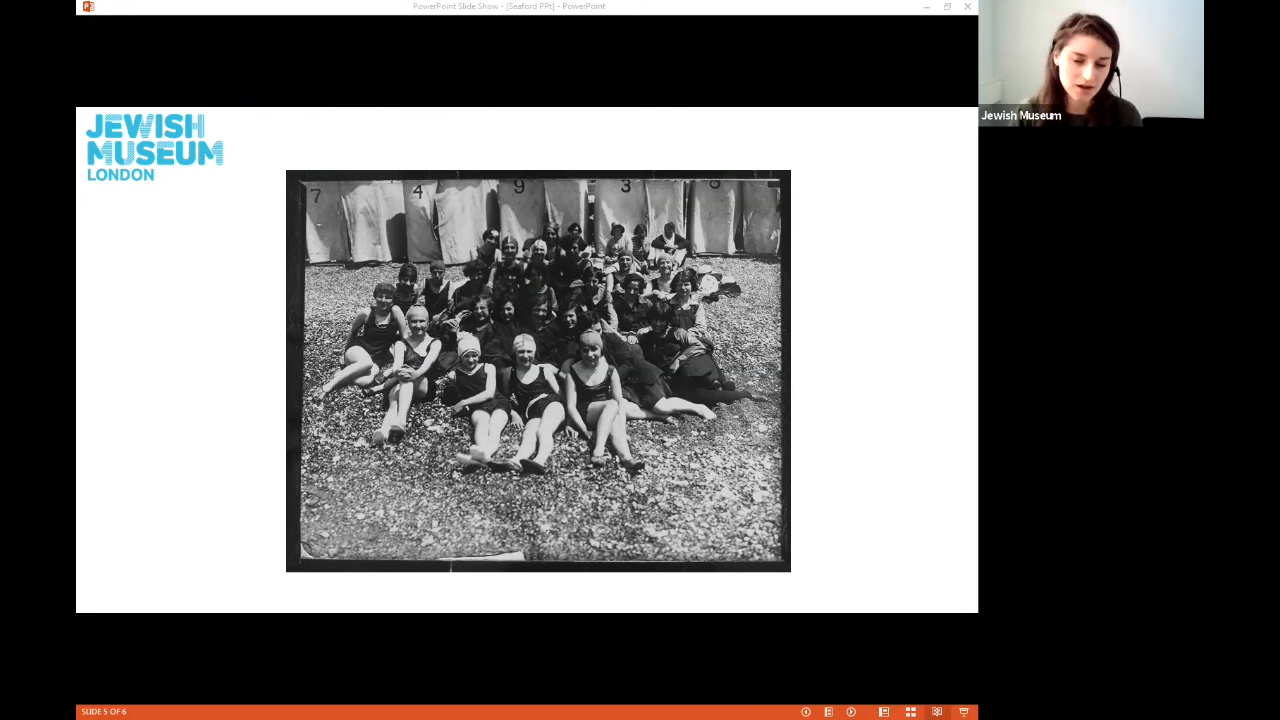 PowerPoint Slide Show - [Seaford PPt] - PowerPoint
Jewish Museum
JEWISH
MUSEUM
LONDON
7 4 9 3 8
SLIDE 5 OF 6